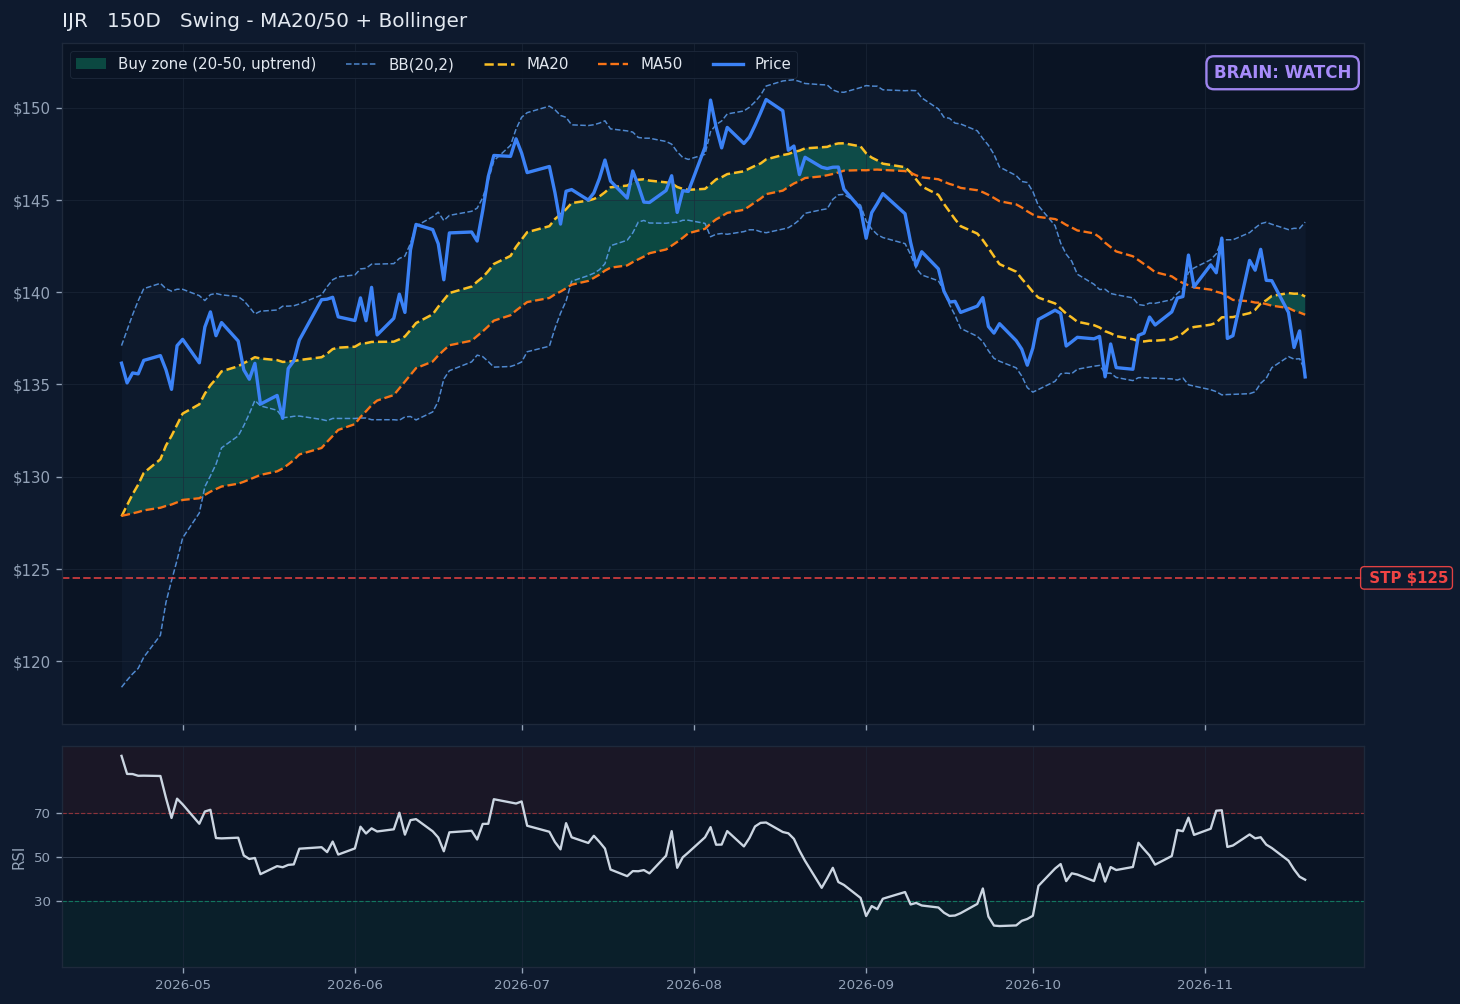 IJR   150D   Swing - MA20/50 + Bollinger
Buy zone (20-50, uptrend)   BB(20,2)   MA20   MA50   Price
BRAIN: WATCH
$150
$145
$140
$135
$130
$125
STP $125
$120
RSI
70
50
30
2026-05   2026-06   2026-07   2026-08   2026-09   2026-10   2026-11